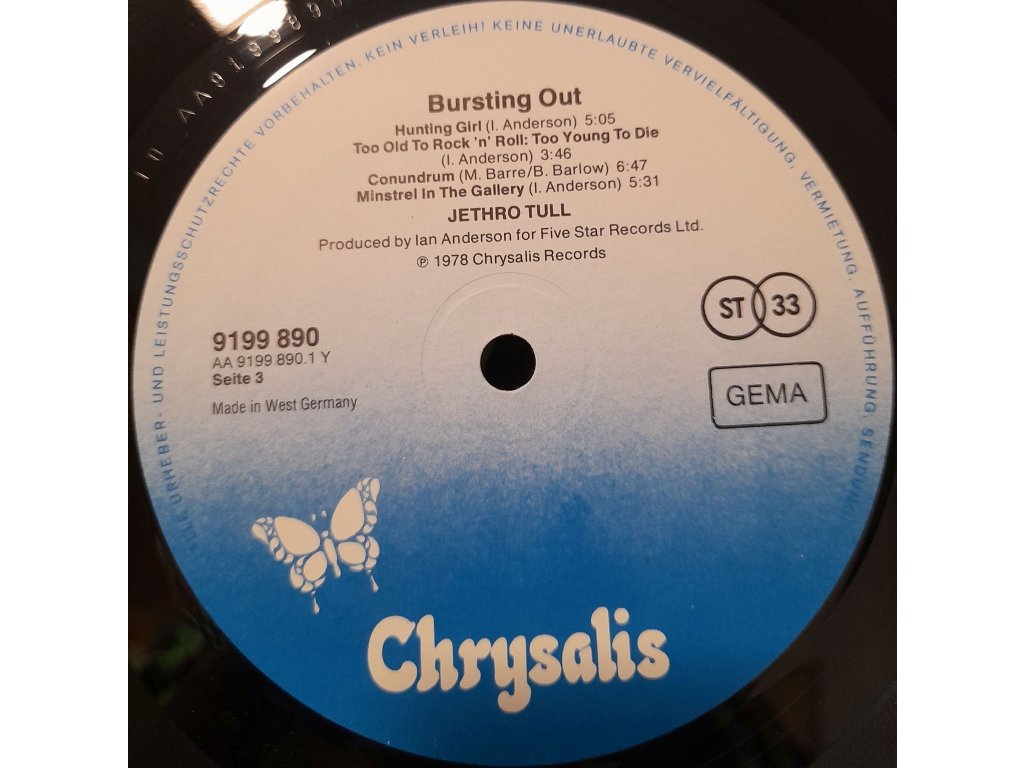 10 AA919989
ALLE URHEBER- UND LEISTUNGSSCHUTZRECHTE VORBEHALTEN. KEIN VERLEIH! KEINE UNERLAUBTE VERVIELFÄLTIGUNG, VERMIETUNG, AUFFÜHRUNG, SENDUNG!
Bursting Out
Hunting Girl (I. Anderson) 5:05
Too Old To Rock 'n' Roll: Too Young To Die
(I. Anderson) 3:46
Conundrum (M. Barre/B. Barlow) 6:47
Minstrel In The Gallery (I. Anderson) 5:31
JETHRO TULL
Produced by Ian Anderson for Five Star Records Ltd.
℗ 1978 Chrysalis Records
ST 33
9199 890
AA 9199 890.1 Y
Seite 3
GEMA
Made in West Germany
Chrysalis